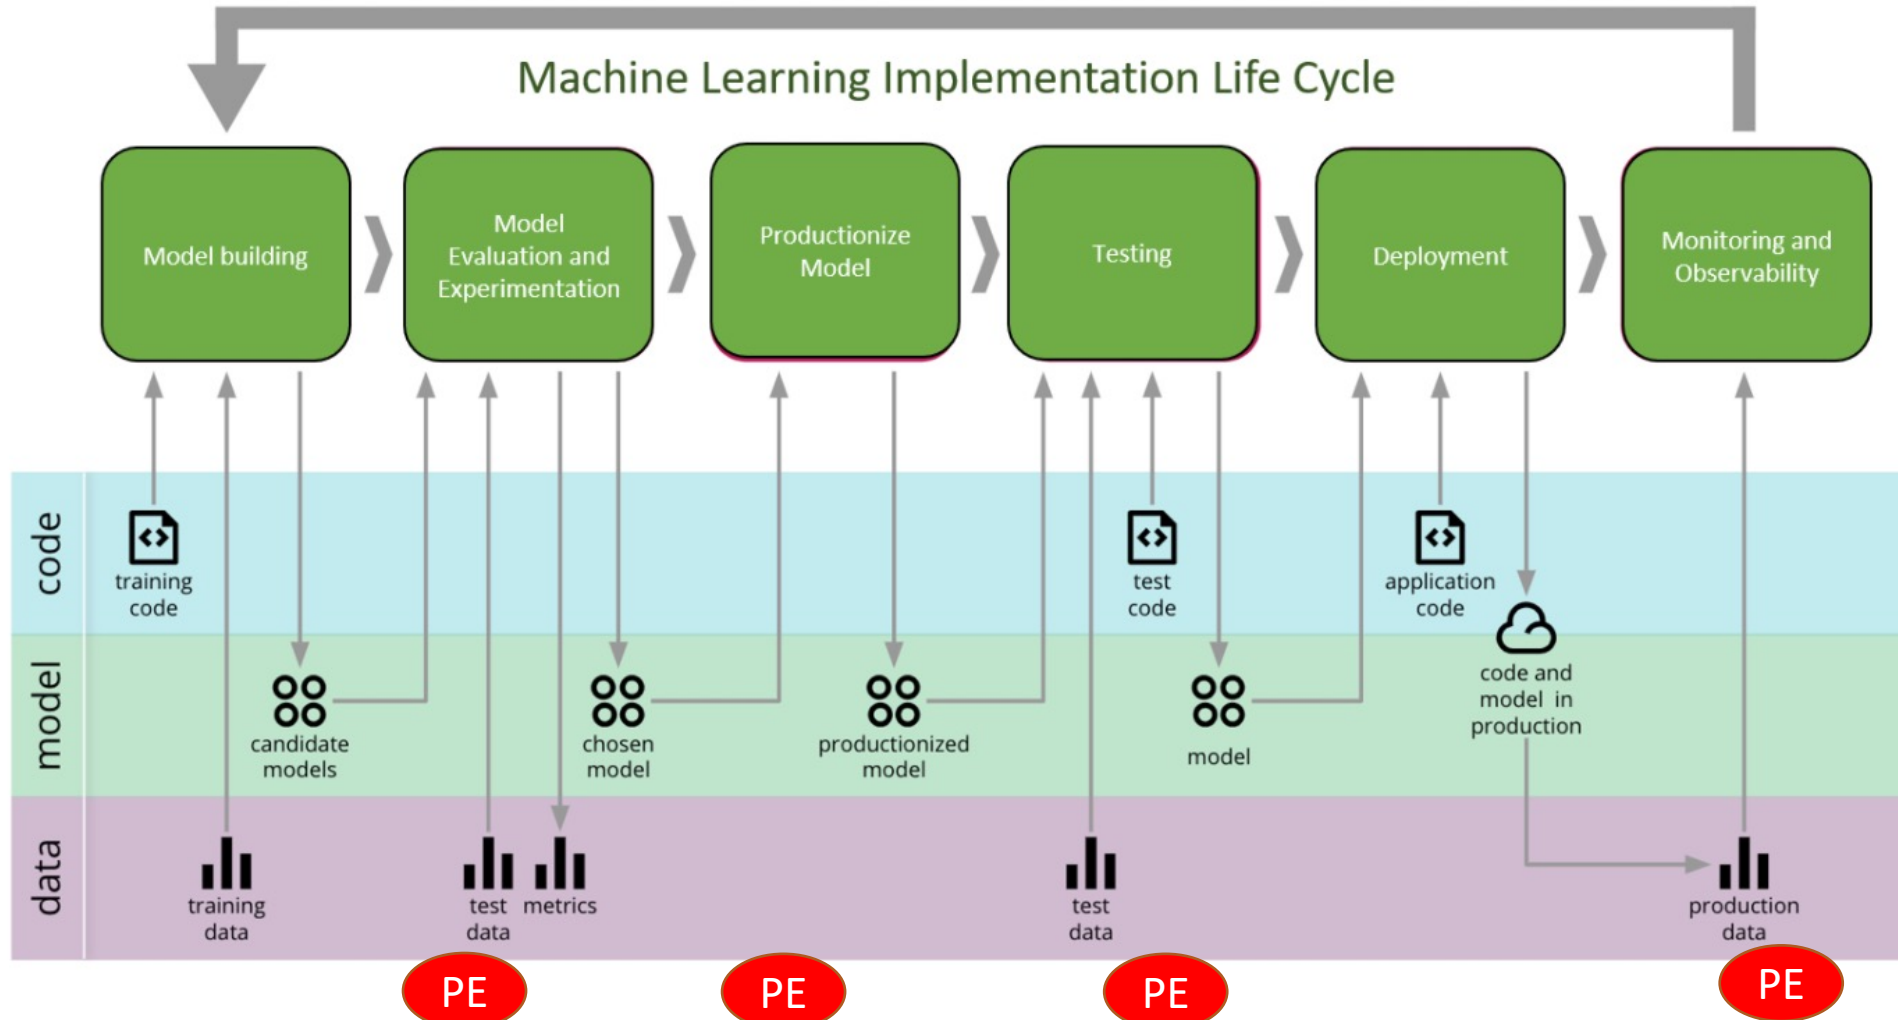 Machine Learning Implementation Life Cycle
Model building
Model
Evaluation and
Experimentation
Productionize
Model
Testing
Deployment
Monitoring and
Observability
code
training
code
test
code
application
code
model
candidate
models
chosen
model
productionized
model
model
code and
model in
production
data
training
data
test
data
metrics
test
data
production
data
PE
PE
PE
PE